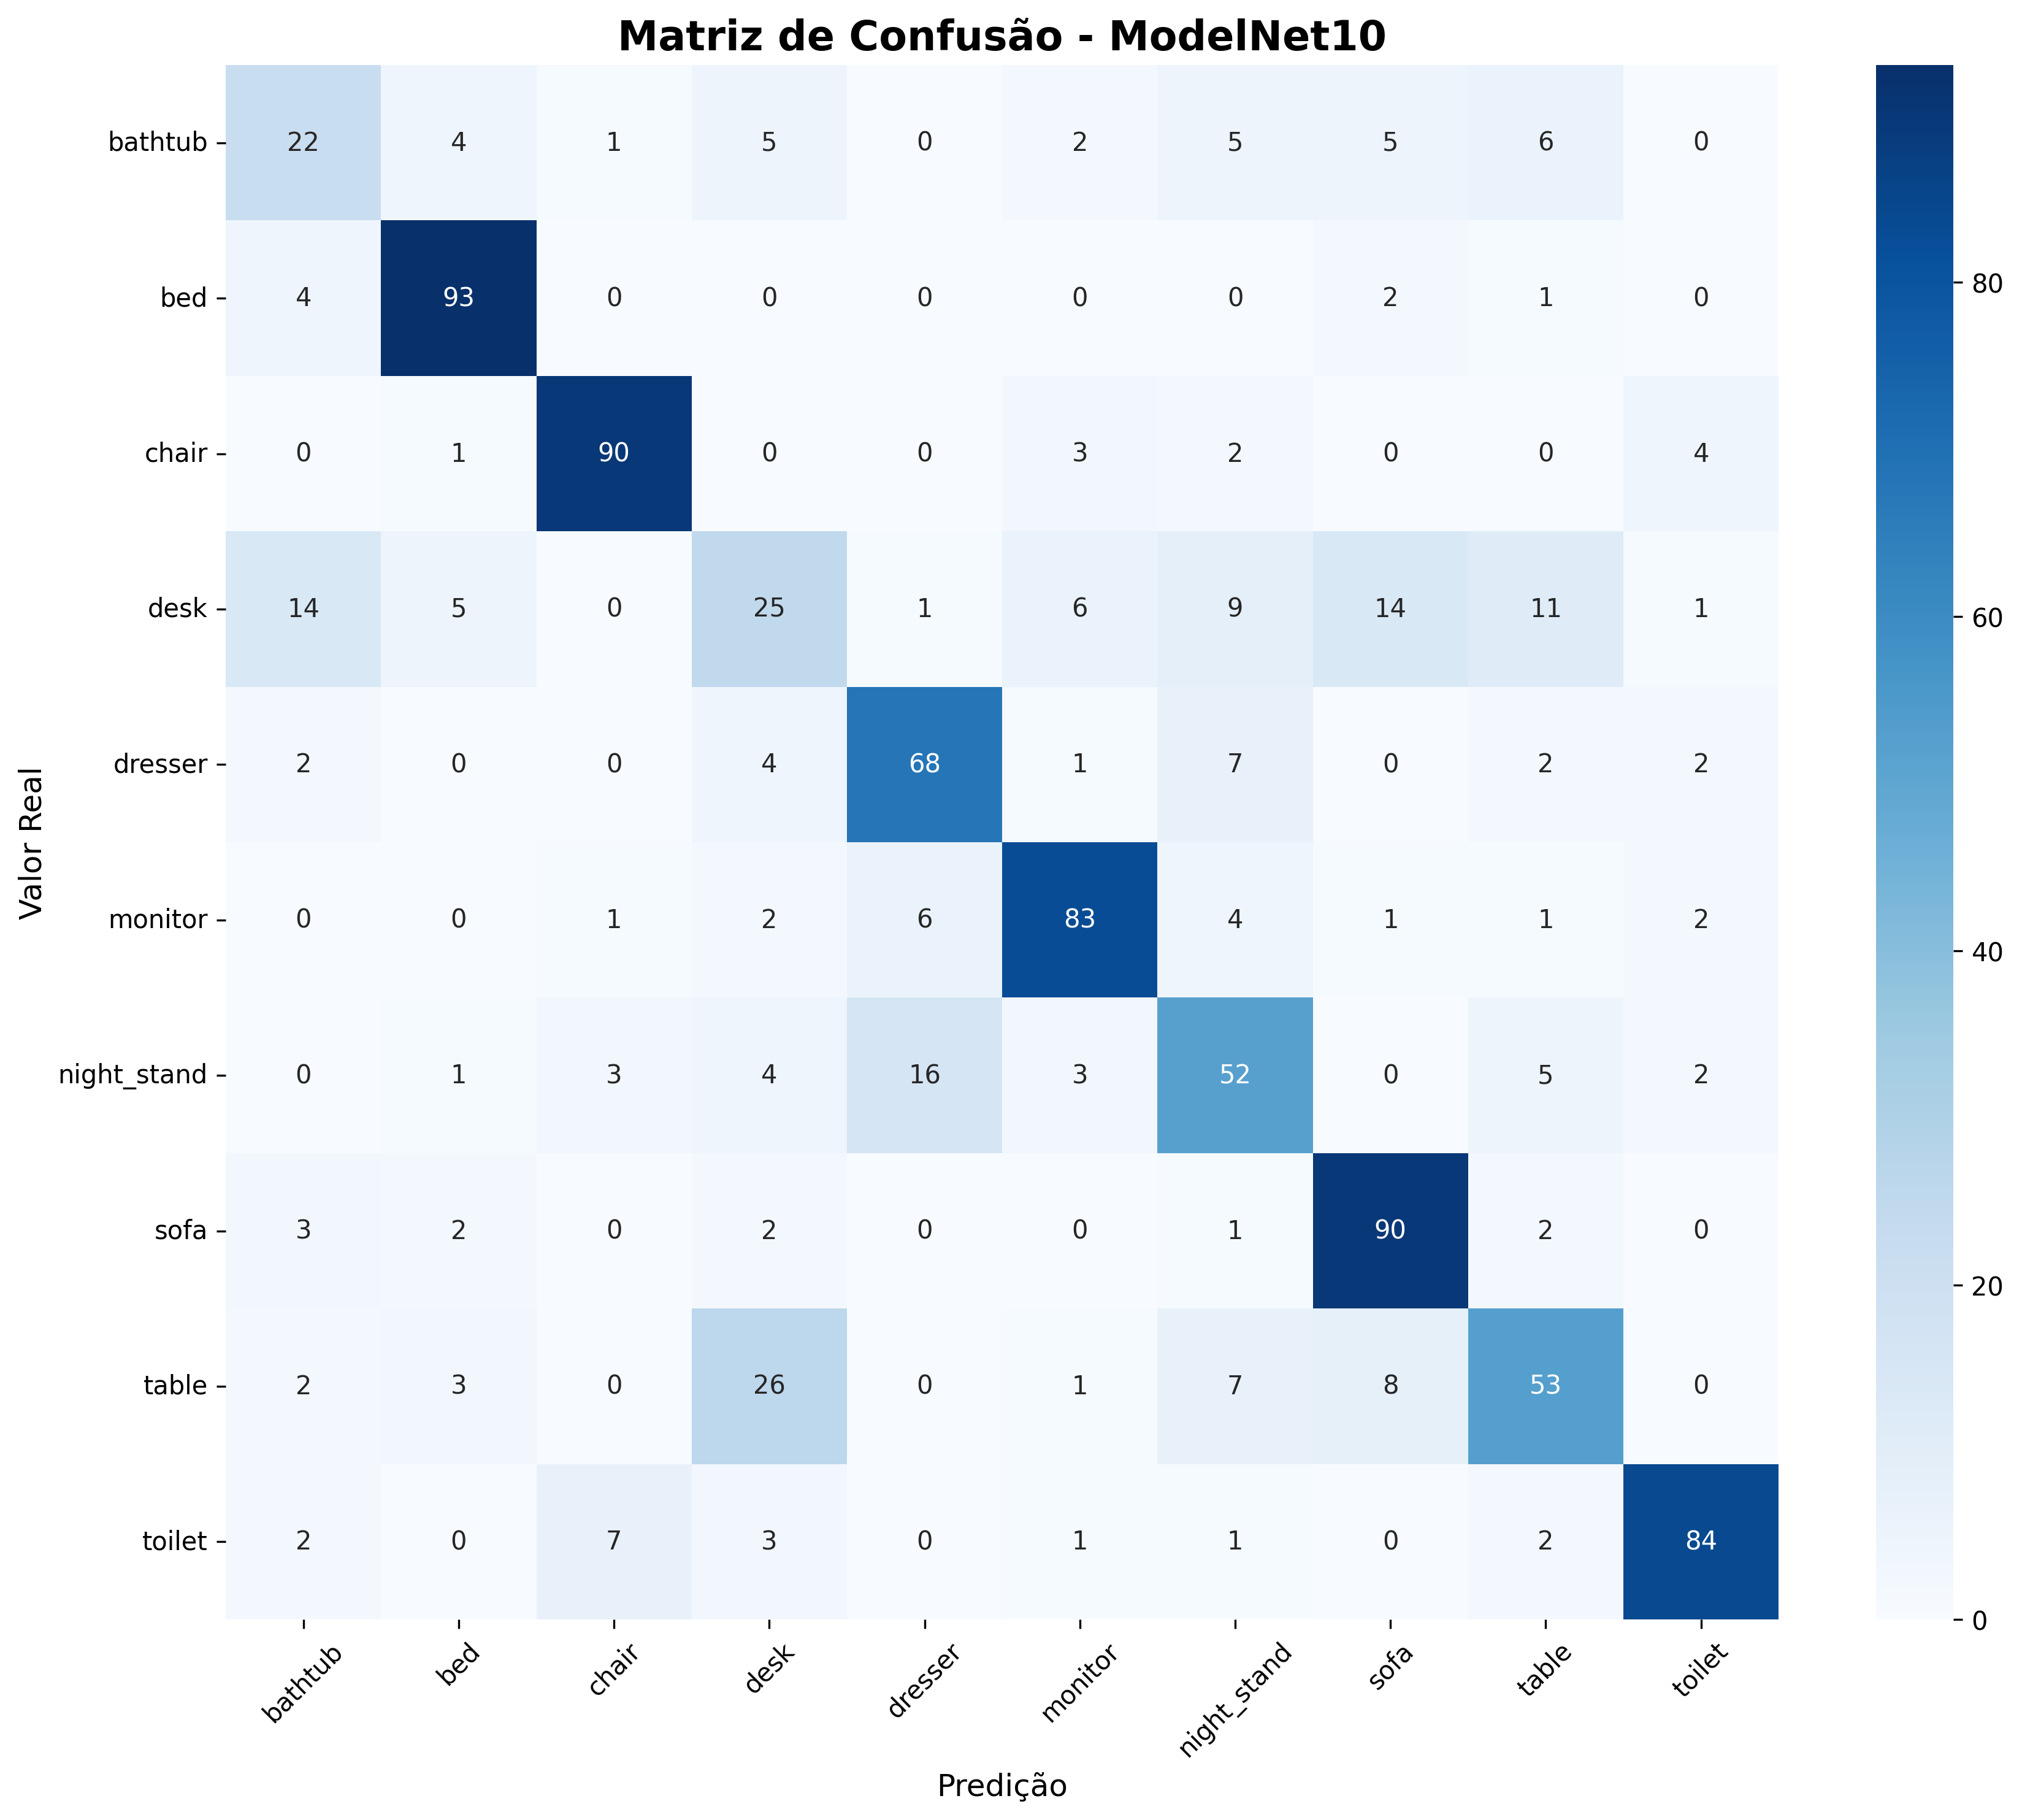 Matriz de Confusão - ModelNet10
Valor Real
bathtub 22 4 1 5 0 2 5 5 6 0
bed 4 93 0 0 0 0 0 2 1 0
chair 0 1 90 0 0 3 2 0 0 4
desk 14 5 0 25 1 6 9 14 11 1
dresser 2 0 0 4 68 1 7 0 2 2
monitor 0 0 1 2 6 83 4 1 1 2
night_stand 0 1 3 4 16 3 52 0 5 2
sofa 3 2 0 2 0 0 1 90 2 0
table 2 3 0 26 0 1 7 8 53 0
toilet 2 0 7 3 0 1 1 0 2 84
bathtub bed chair desk dresser monitor night_stand sofa table toilet
Predição
80
60
40
20
0